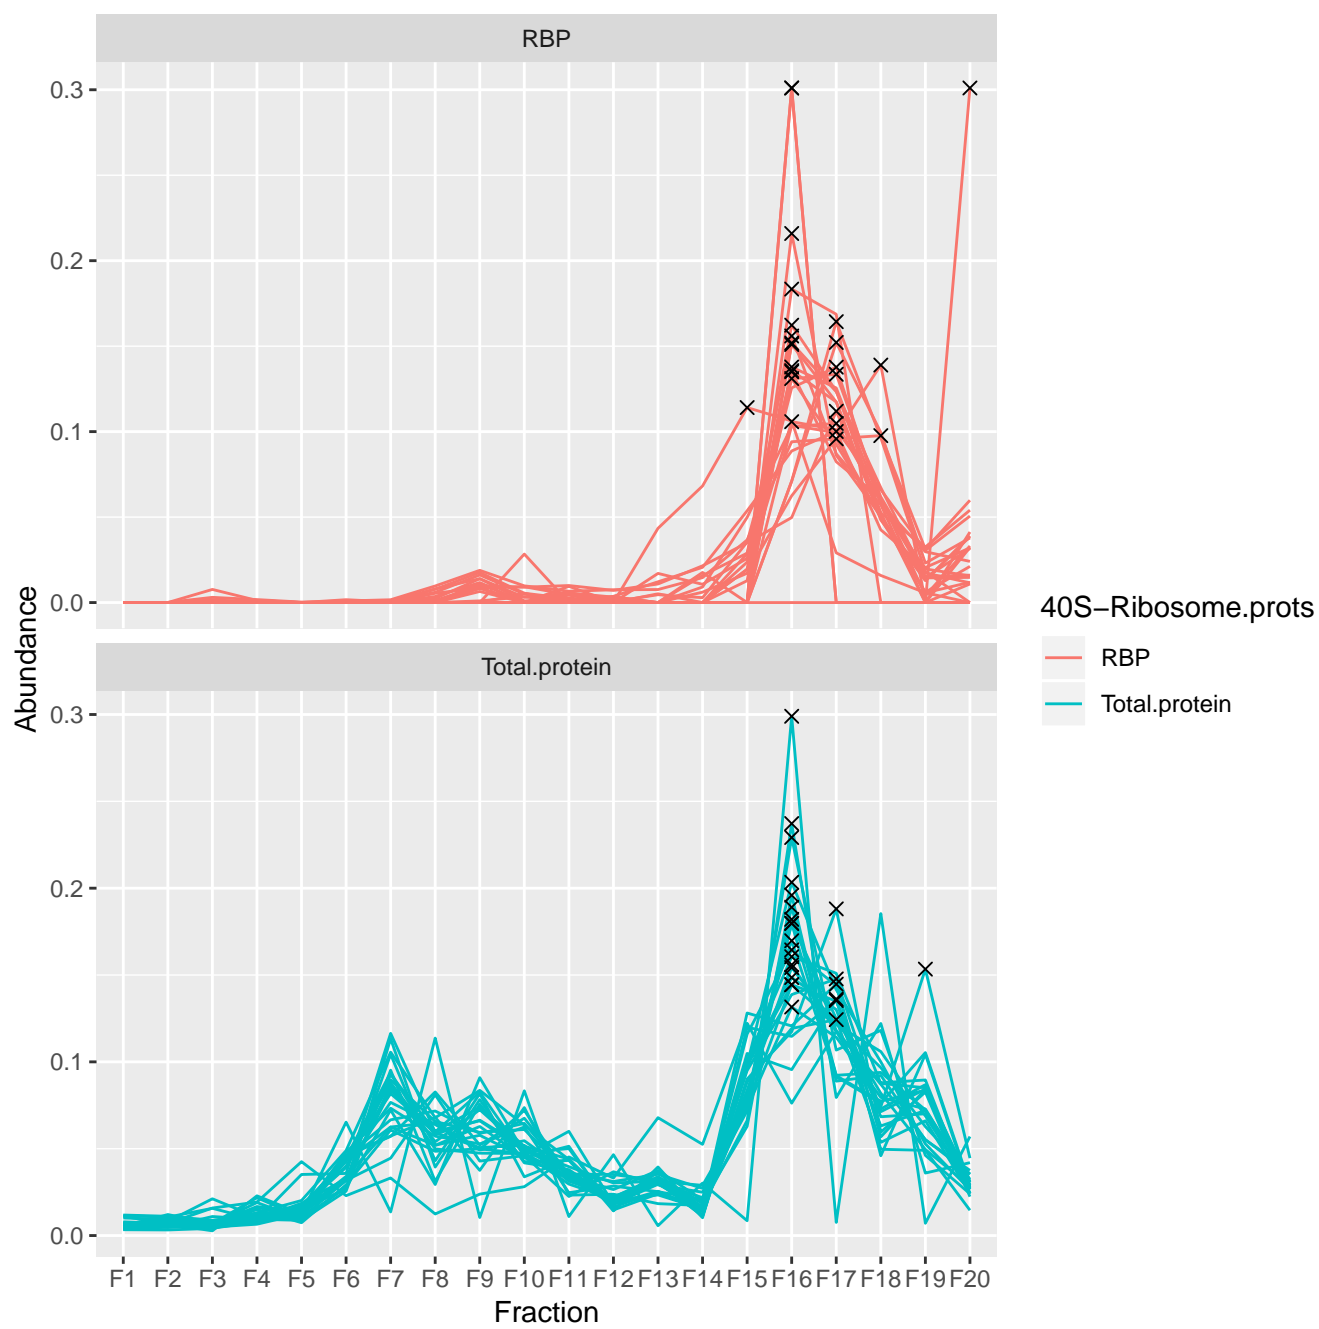 RBP
0.3
0.2
0.1
0.0
Total.protein
0.3
0.2
0.1
0.0
Abundance
F1 F2 F3 F4 F5 F6 F7 F8 F9 F10 F11 F12 F13 F14 F15 F16 F17 F18 F19 F20
Fraction
40S−Ribosome.prots
RBP
Total.protein